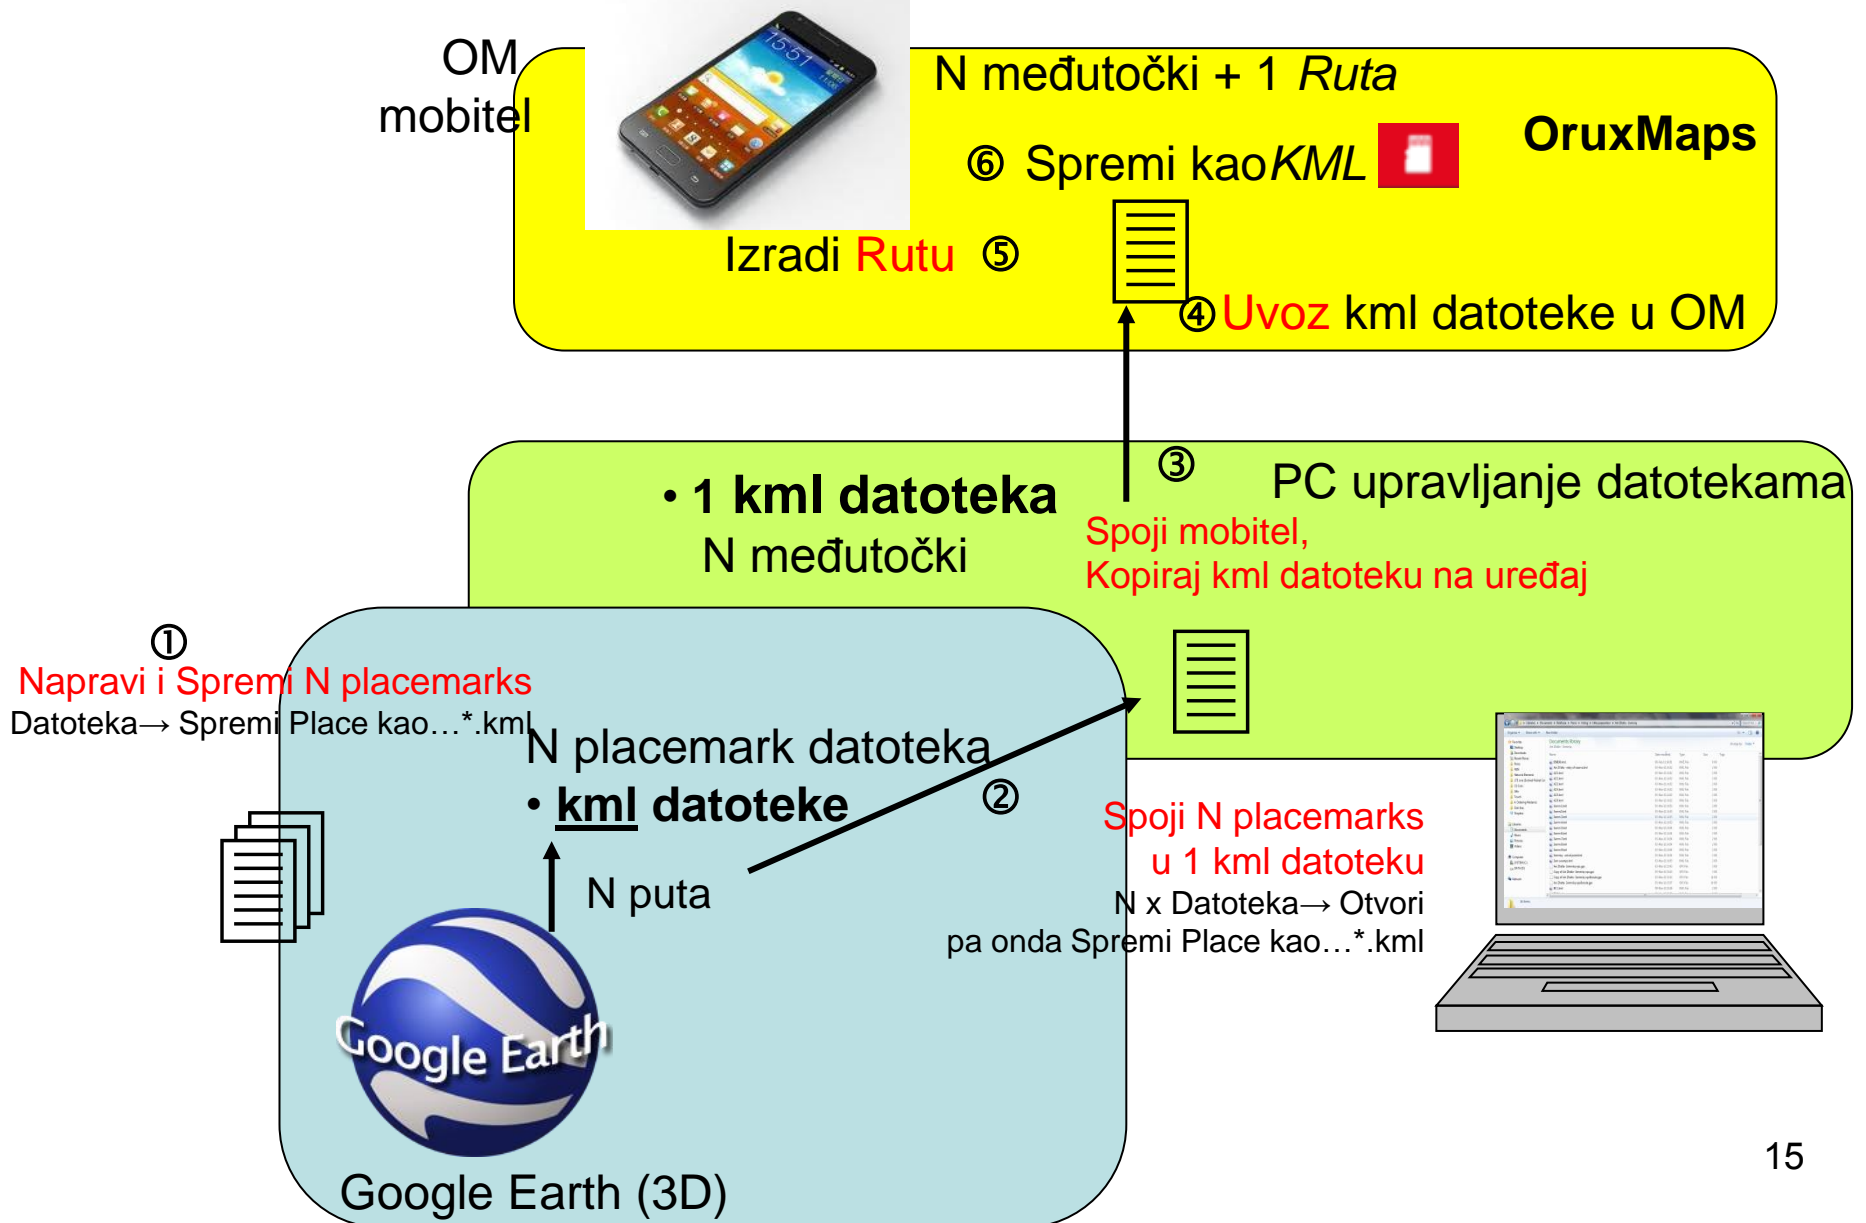 OM
mobitel
15:51
N međutočki + 1 Ruta
OruxMaps
⑥ Spremi kao KML
Izradi Rutu ⑤
④ Uvoz kml datoteke u OM
③
PC upravljanje datotekama
• 1 kml datoteka
N međutočki
Spoji mobitel,
Kopiraj kml datoteku na uređaj
①
Napravi i Spremi N placemarks
Datoteka→ Spremi Place kao…*.kml
N placemark datoteka
• kml datoteke
②
N puta
Spoji N placemarks
u 1 kml datoteku
N x Datoteka→ Otvori
pa onda Spremi Place kao…*.kml
Google Earth
Google Earth (3D)
15